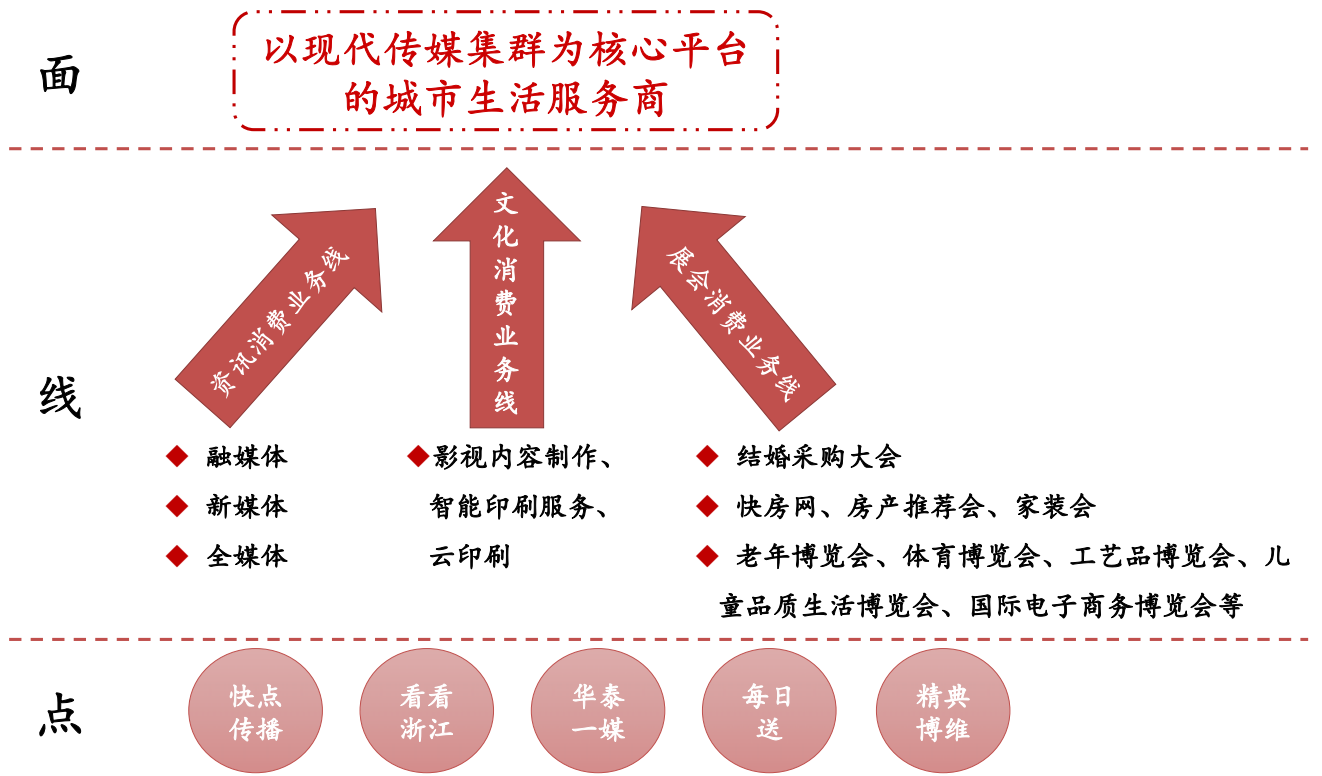 面
以现代传媒集群为核心平台
的城市生活服务商
线
资讯消费业务线
文化消费业务线
展会消费业务线
融媒体
新媒体
全媒体
影视内容制作、
智能印刷服务、
云印刷
结婚采购大会
快房网、房产推荐会、家装会
老年博览会、体育博览会、工艺品博览会、儿
童品质生活博览会、国际电子商务博览会等
点
快点
传播
看看
浙江
华泰
一媒
每日
送
精典
博维